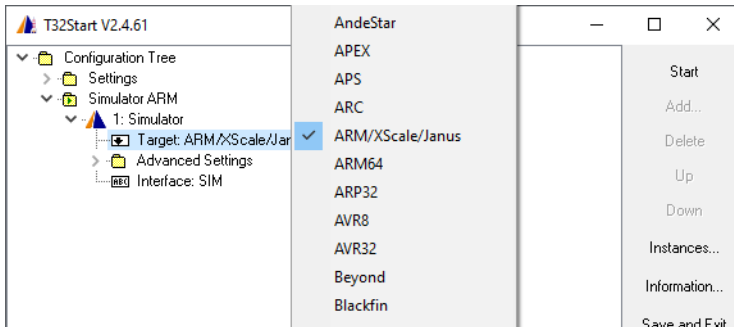 T32Start V2.4.61
Configuration Tree
Settings
Simulator ARM
1: Simulator
Target: ARM/XScale/Jar
Advanced Settings
ABC
Interface: SIM
AndeStar
APEX
APS
ARC
ARM/XScale/Janus
ARM64
ARP32
AVR8
AVR32
Beyond
Blackfin
Start
Add...
Delete
Up
Down
Instances...
Information...
Save and Exit